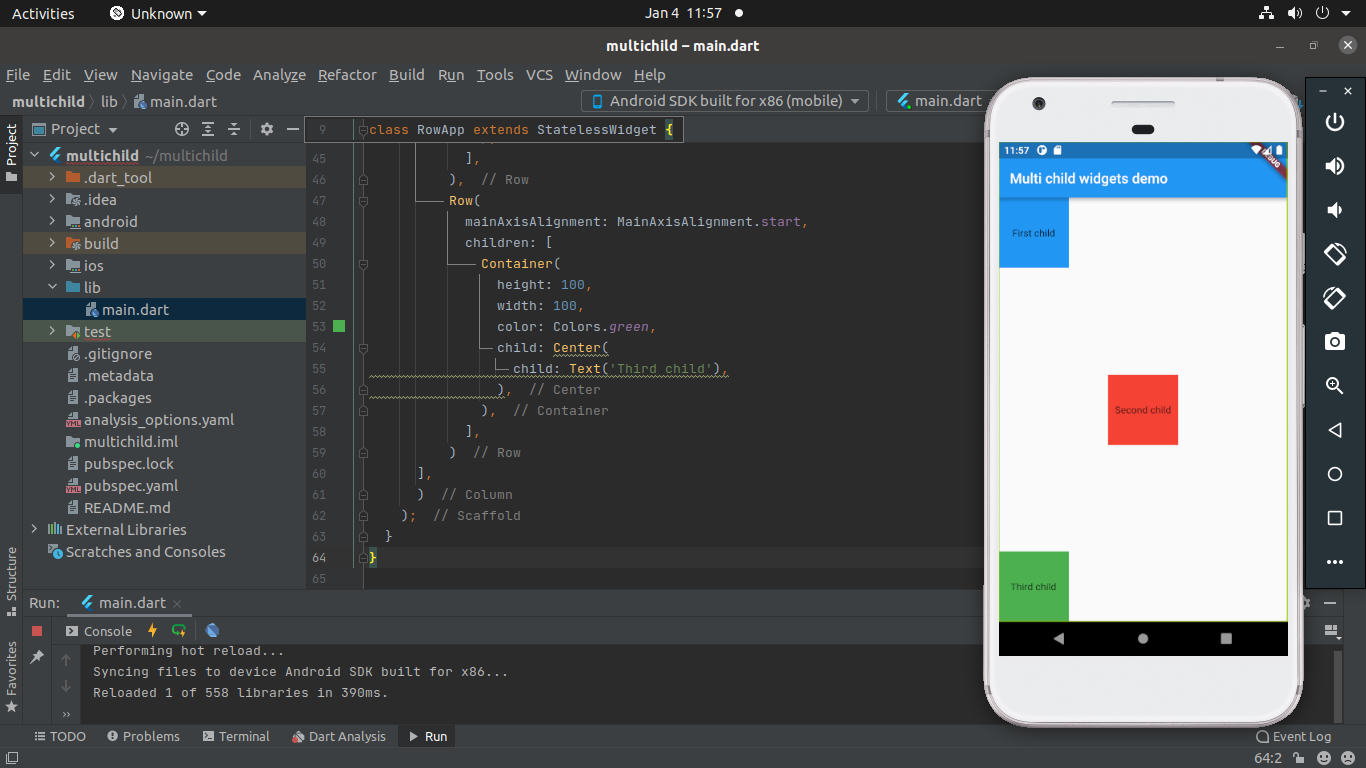 Activities
Unknown
Jan 4 11:57
multichild – main.dart
File Edit View Navigate Code Analyze Refactor Build Run Tools VCS Window Help
multichild lib main.dart
Android SDK built for x86 (mobile)
main.dart
Project
Project
multichild ~/multichild
.dart_tool
.idea
android
build
ios
lib
main.dart
test
.gitignore
.metadata
.packages
analysis_options.yaml
multichild.iml
pubspec.lock
pubspec.yaml
README.md
External Libraries
Scratches and Consoles
Structure
Favorites
9 class RowApp extends StatelessWidget {
45 ],
46 ), // Row
47 Row(
48 mainAxisAlignment: MainAxisAlignment.start,
49 children: [
50 Container(
51 height: 100,
52 width: 100,
53 color: Colors.green,
54 child: Center(
55 child: Text('Third child'),
56 ), // Center
57 ), // Container
58 ],
59 ) // Row
60 ],
61 ) // Column
62 ); // Scaffold
63 }
64 }
65
11:57
DEBUG
Multi child widgets demo
First child
Second child
Third child
Run: main.dart
Console
Performing hot reload...
Syncing files to device Android SDK built for x86...
Reloaded 1 of 558 libraries in 390ms.
TODO Problems Terminal Dart Analysis Run Event Log
64:2